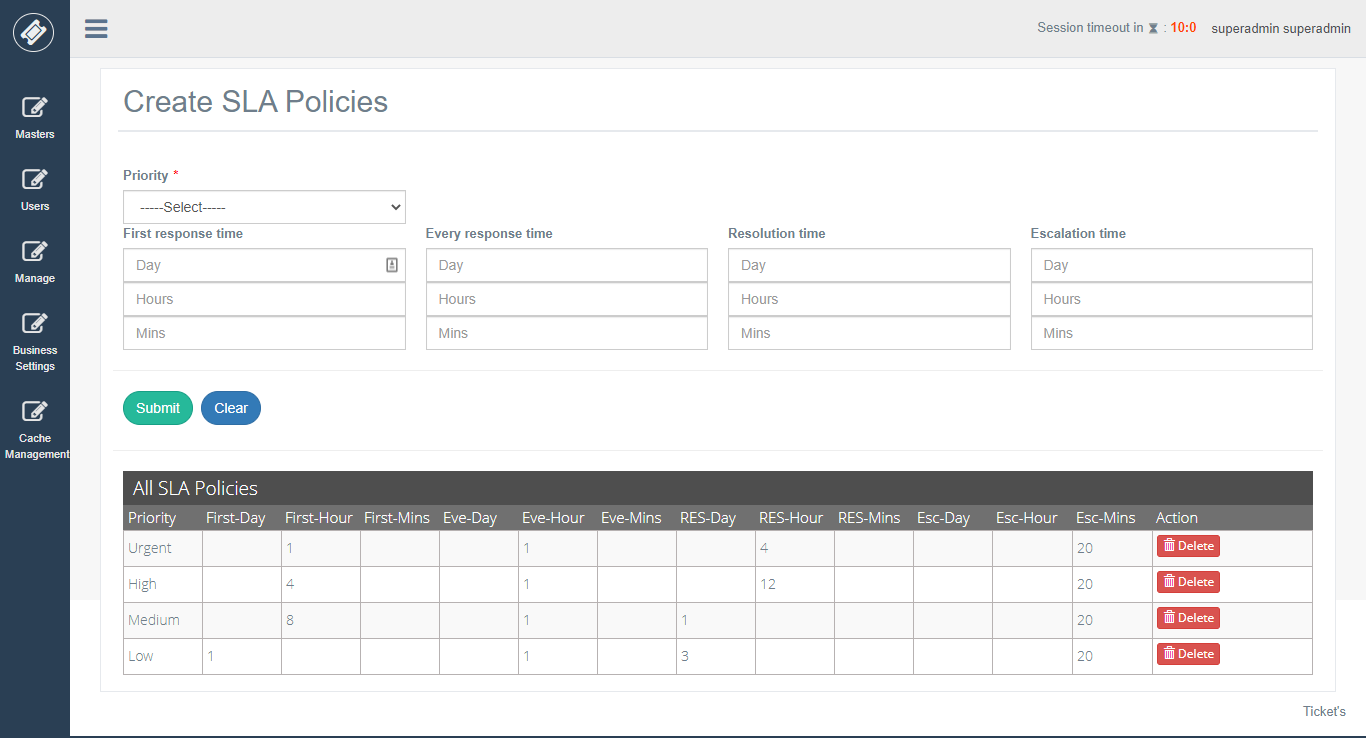 Session timeout in : 10:0 superadmin superadmin
Masters
Users
Manage
Business
Settings
Cache
Management
Create SLA Policies
Priority *
-----Select-----
First response time Every response time Resolution time Escalation time
Day Day Day Day
Hours Hours Hours Hours
Mins Mins Mins Mins
Submit Clear
All SLA Policies
Priority First-Day First-Hour First-Mins Eve-Day Eve-Hour Eve-Mins RES-Day RES-Hour RES-Mins Esc-Day Esc-Hour Esc-Mins Action
Urgent 1 1 4 20 Delete
High 4 1 12 20 Delete
Medium 8 1 1 20 Delete
Low 1 1 3 20 Delete
Ticket's